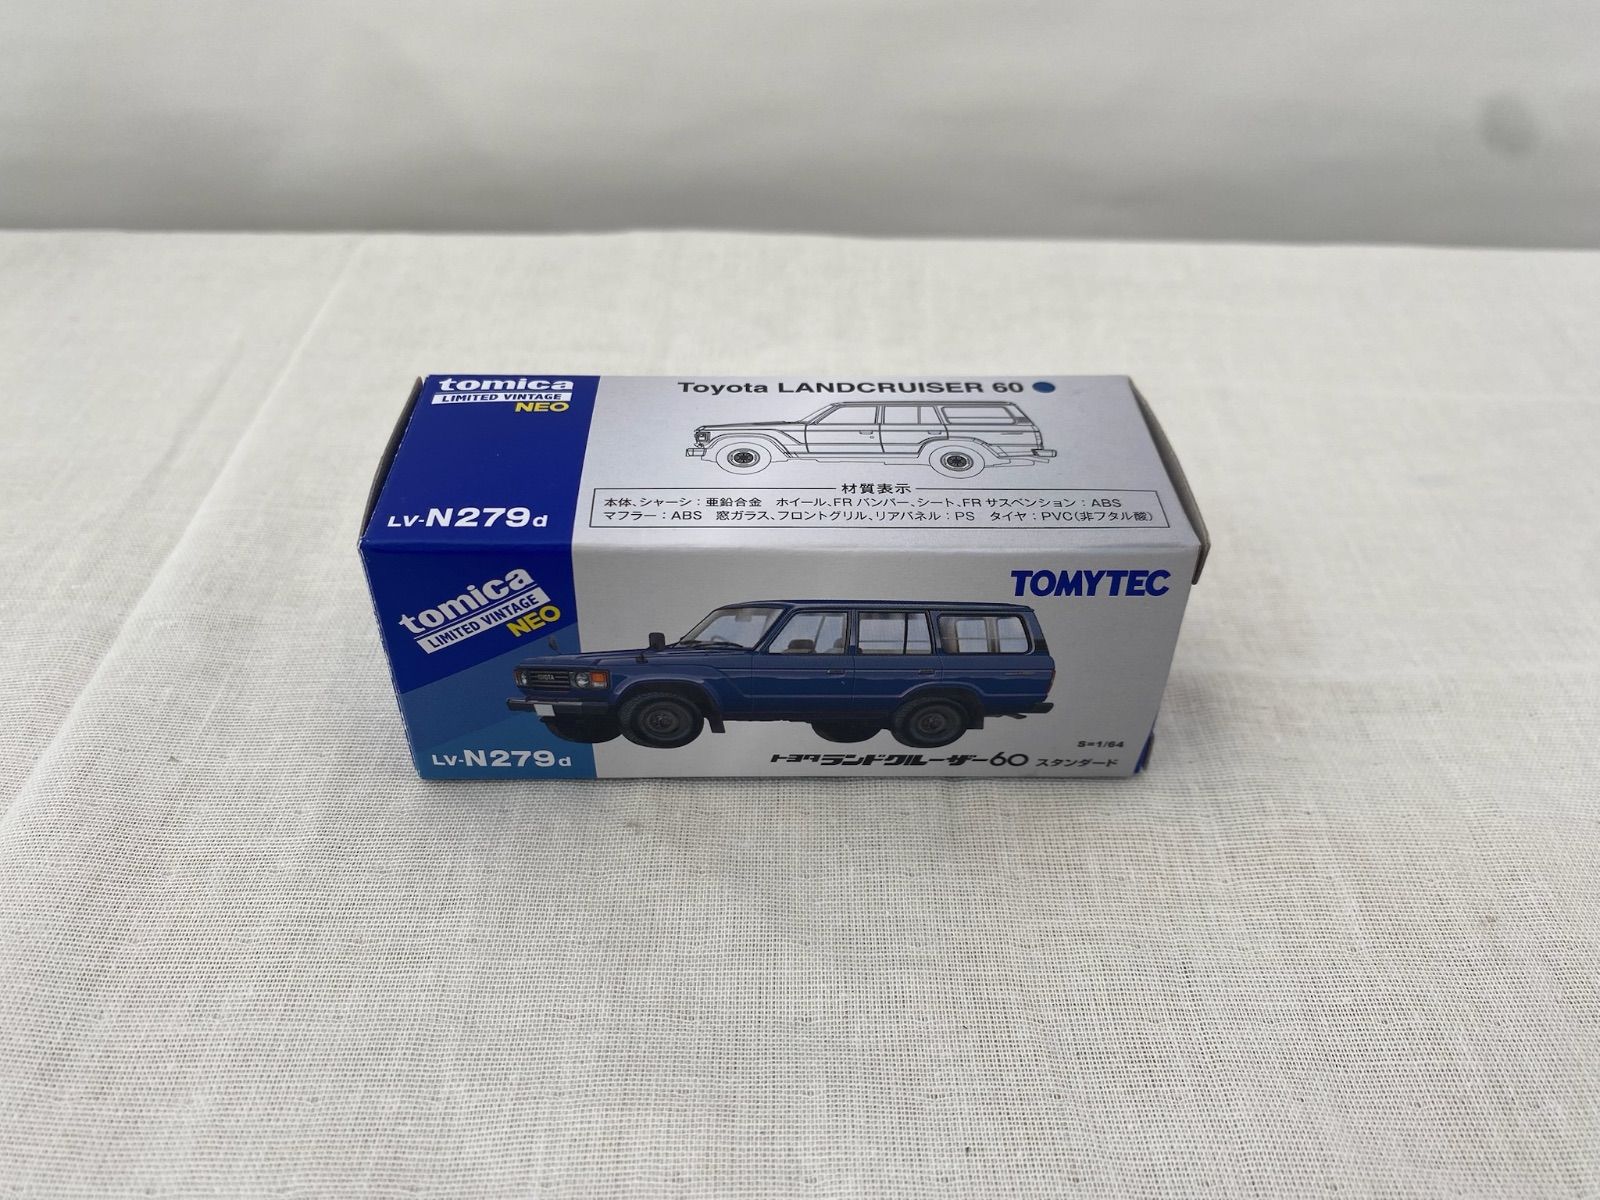 tomica
LIMITED VINTAGE
NEO
LV-N279d
Toyota LANDCRUISER 60
材質表示
本体、シャーシ：亜鉛合金　ホイール、FRバンパー、シート、FRサスペンション：ABS
マフラー：ABS　窓ガラス、フロントグリル、リアパネル：PS　タイヤ：PVC(非フタル酸)
tomica
LIMITED VINTAGE
NEO
LV-N279d
TOMYTEC
TOYOTA
S=1/64
トヨタランドクルーザー60 スタンダード